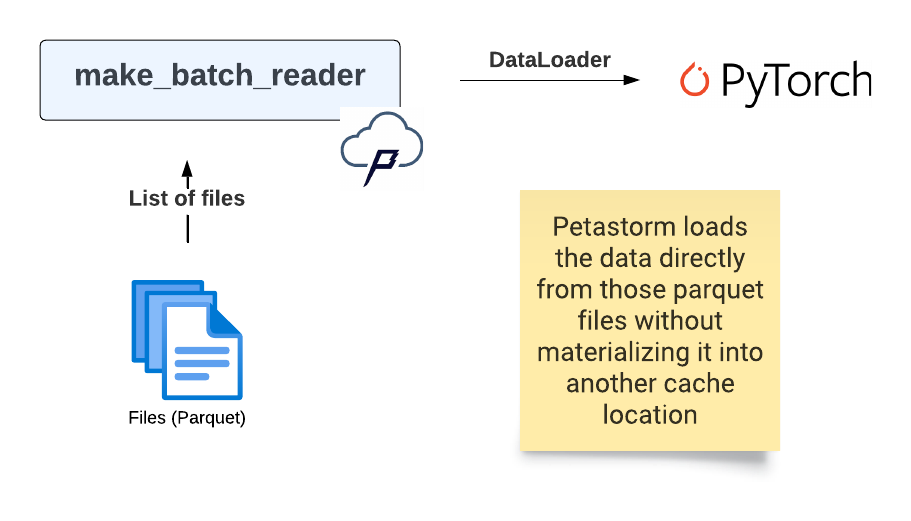 make_batch_reader
DataLoader
PyTorch
List of files
Files (Parquet)
Petastorm loads
the data directly
from those parquet
files without
materializing it into
another cache
location